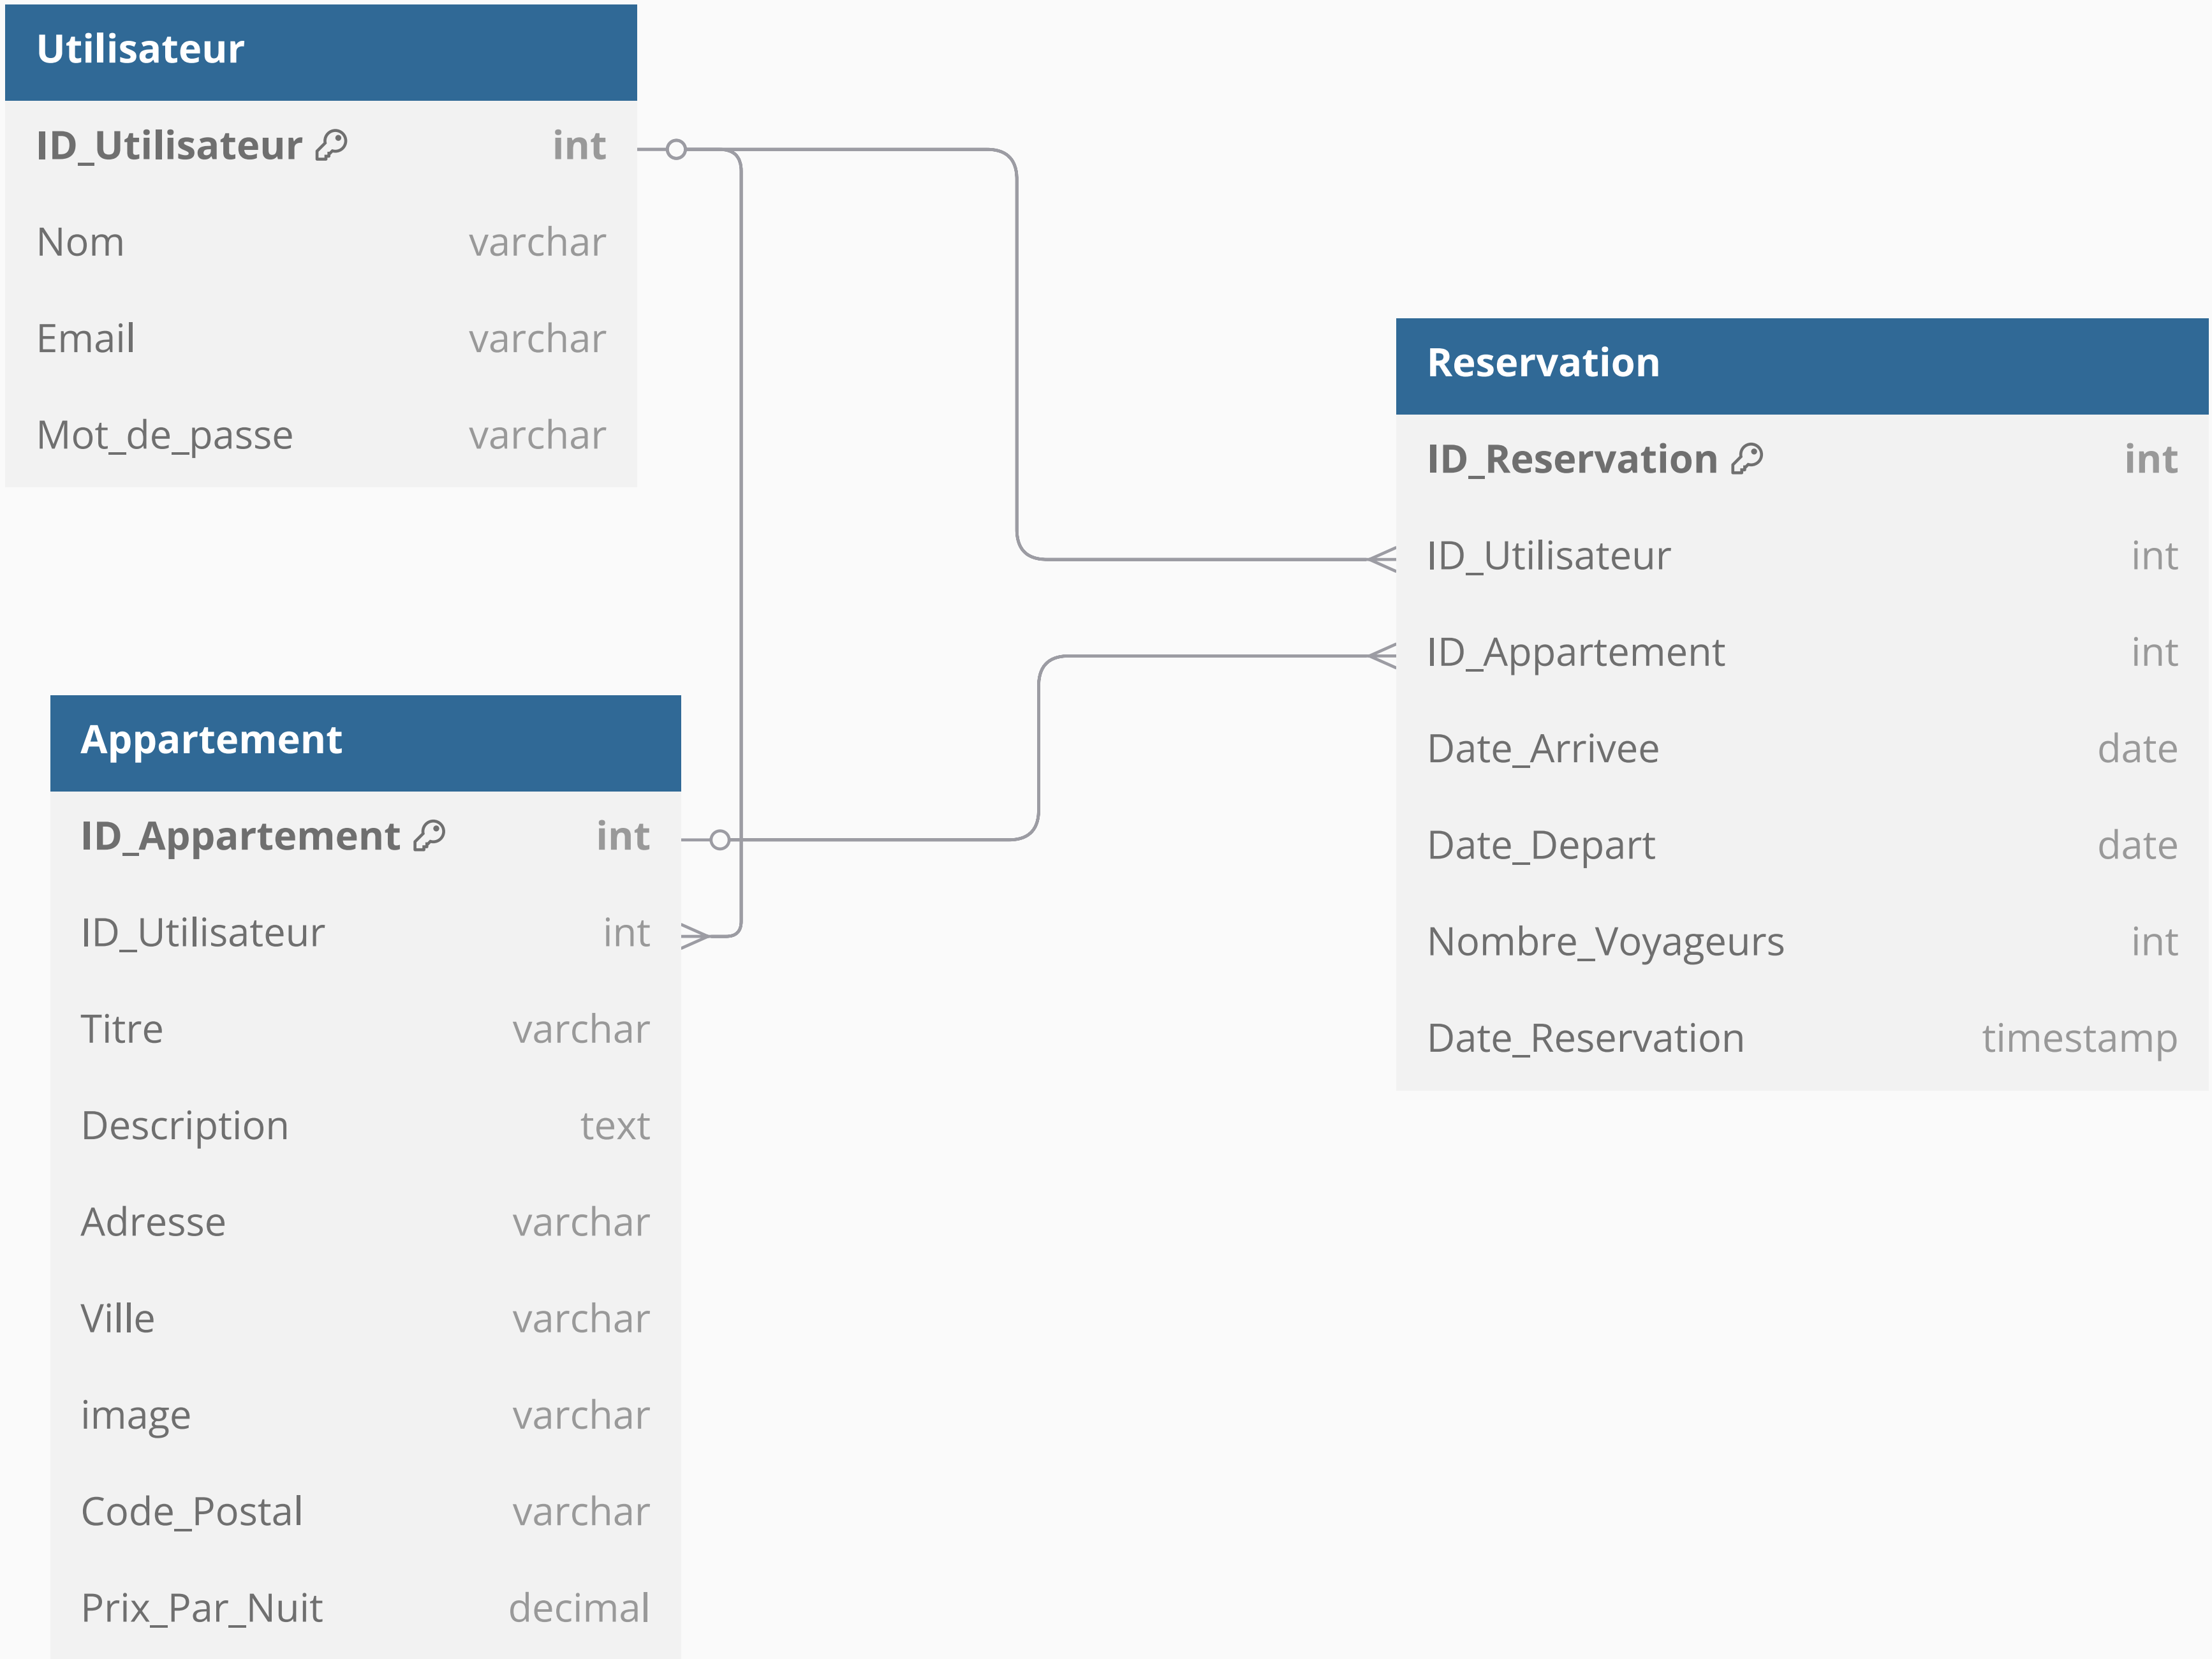 Utilisateur
ID_Utilisateur int
Nom varchar
Email varchar
Mot_de_passe varchar
Reservation
ID_Reservation int
ID_Utilisateur int
ID_Appartement int
Date_Arrivee date
Date_Depart date
Nombre_Voyageurs int
Date_Reservation timestamp
Appartement
ID_Appartement int
ID_Utilisateur int
Titre varchar
Description text
Adresse varchar
Ville varchar
image varchar
Code_Postal varchar
Prix_Par_Nuit decimal